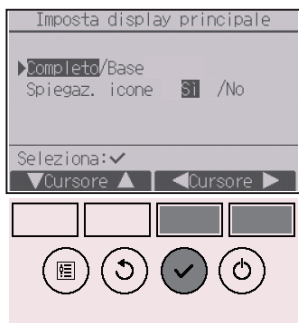 Imposta display principale
▶Completo/Base
Spiegaz. icone Sì /No
Seleziona:✓
▼Cursore▲ ◀Cursore▶